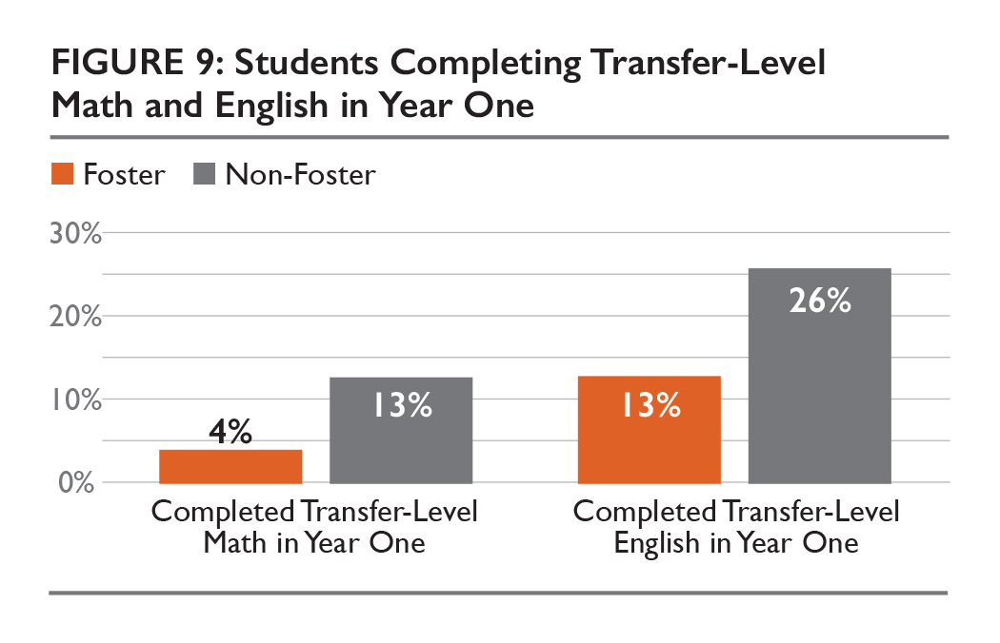 FIGURE 9: Students Completing Transfer-Level
Math and English in Year One
Foster Non-Foster
30%
20%
10%
0%
4%
13%
13%
26%
Completed Transfer-Level
Math in Year One
Completed Transfer-Level
English in Year One